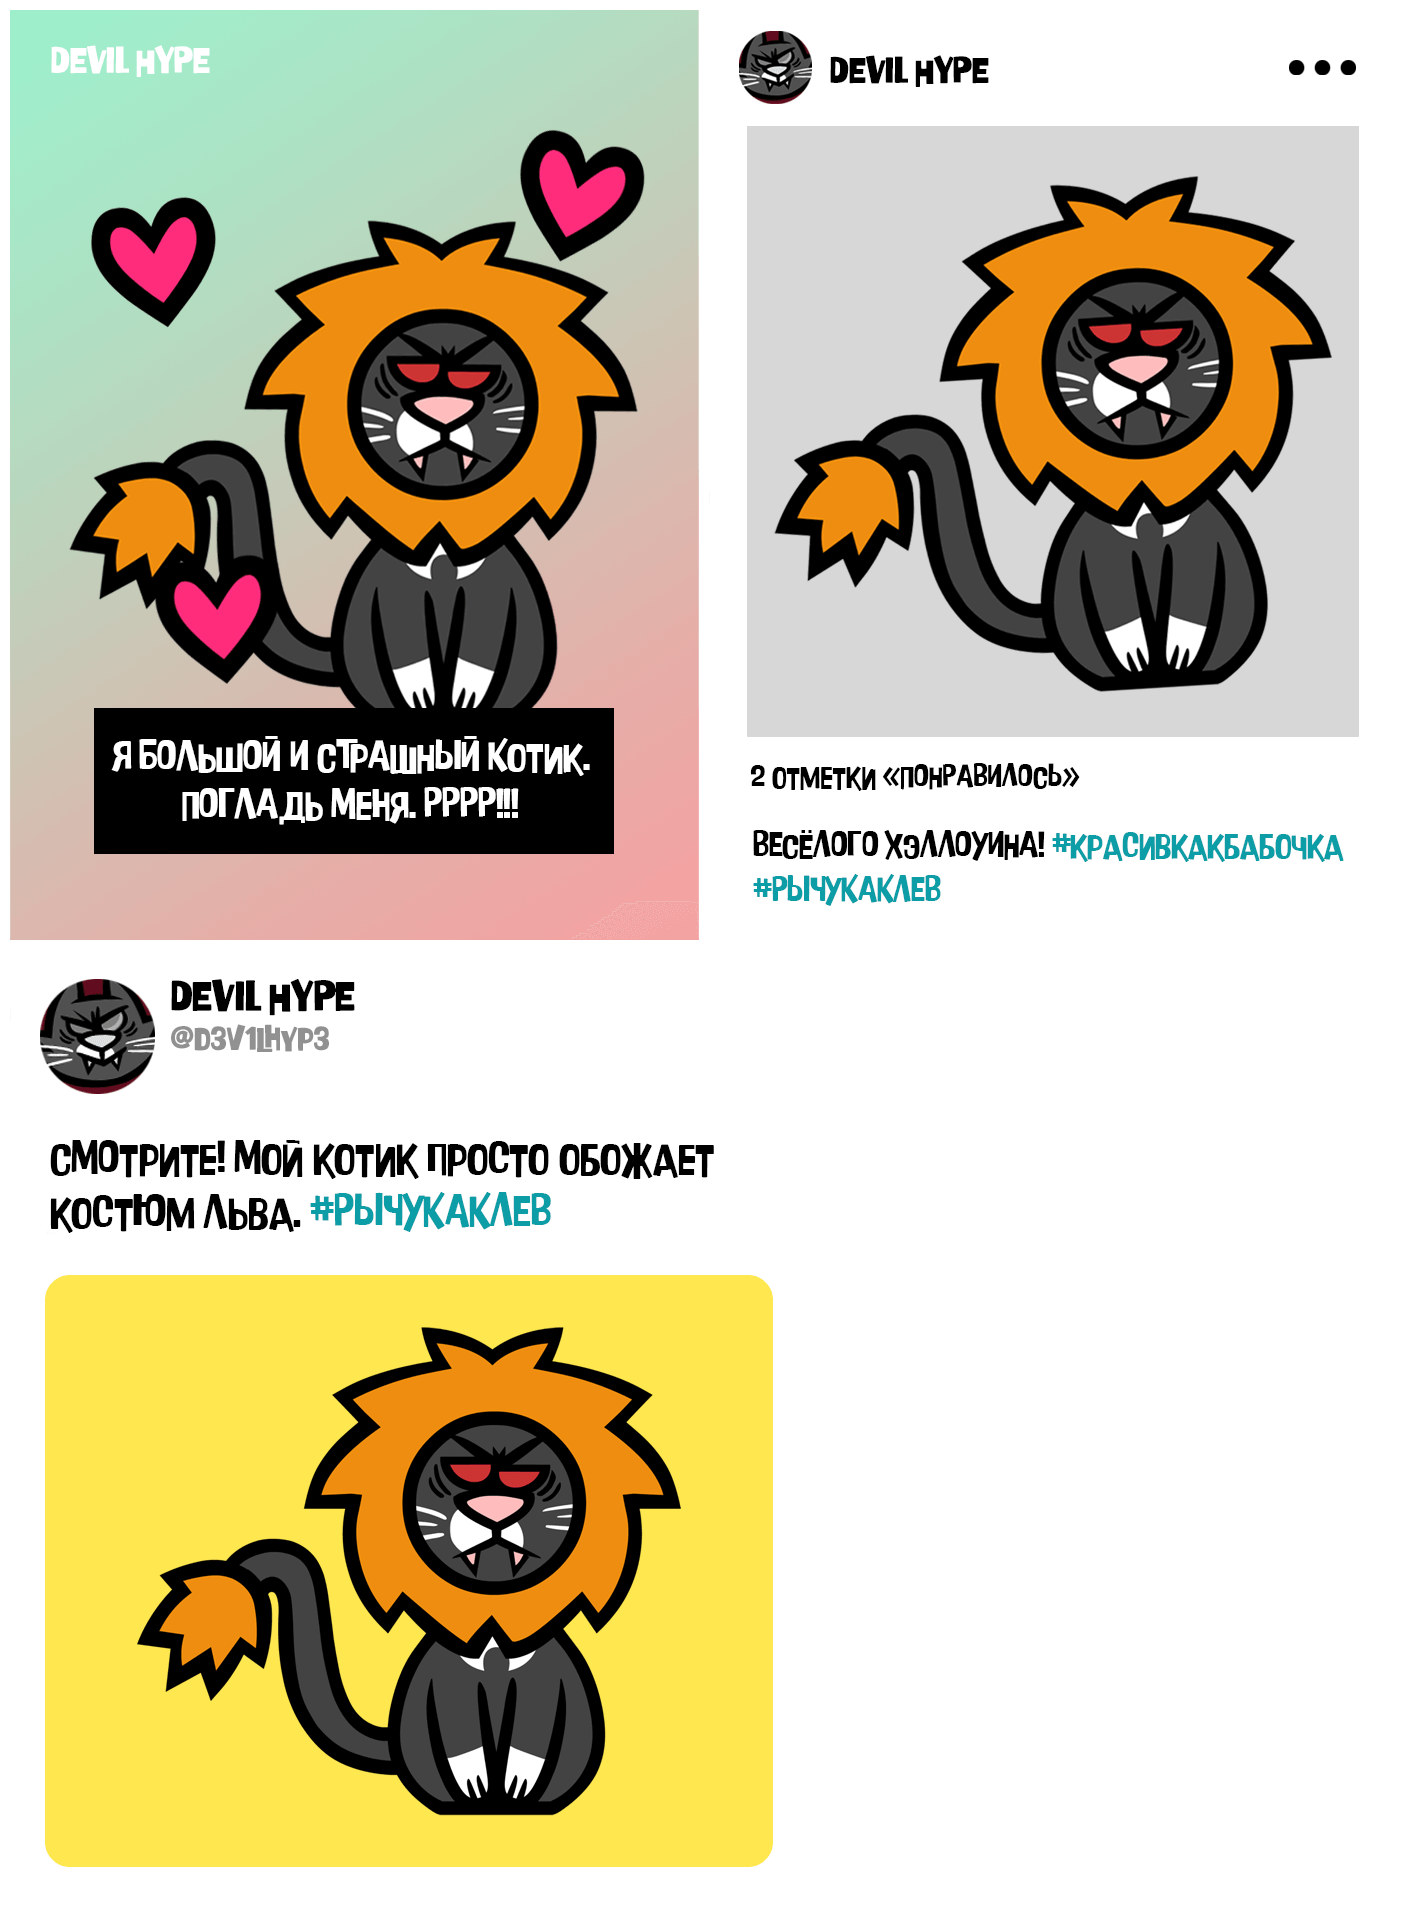 DEVIL HYPE
Я БОЛЬШОЙ И СТРАШНЫЙ КОТИК.
ПОГЛАДЬ МЕНЯ. РРРР!!!
DEVIL HYPE
2 ОТМЕТКИ «ПОНРАВИЛОСЬ»
ВЕСЁЛОГО ХЭЛЛОУИНА! #КРАСИВКАКБАБОЧКА
#РЫЧУКАКЛЕВ
DEVIL HYPE
@D3V1LHYP3
СМОТРИТЕ! МОЙ КОТИК ПРОСТО ОБОЖАЕТ
КОСТЮМ ЛЬВА. #РЫЧУКАКЛЕВ